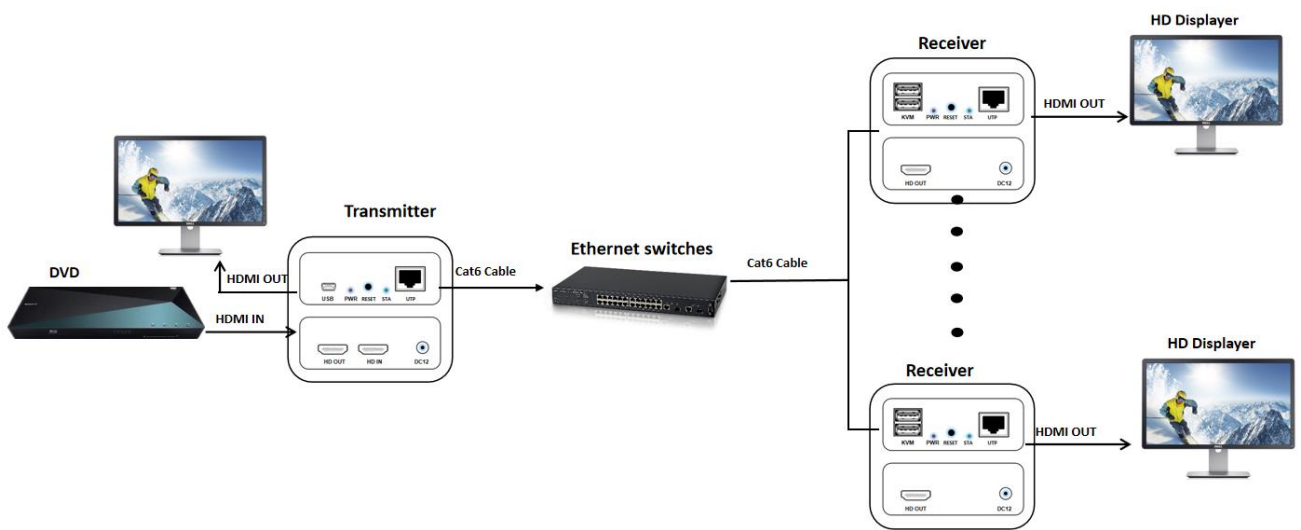 HD Displayer
Receiver
KVM PWR RESET STA UTP
HDMI OUT
HD OUT DC12
Transmitter
DVD
HDMI OUT
HDMI IN
USB PWR RESET STA UTP
HD OUT HD IN DC12
Cat6 Cable
Ethernet switches
Cat6 Cable
Receiver
HD Displayer
KVM PWR RESET STA UTP
HDMI OUT
HD OUT DC12